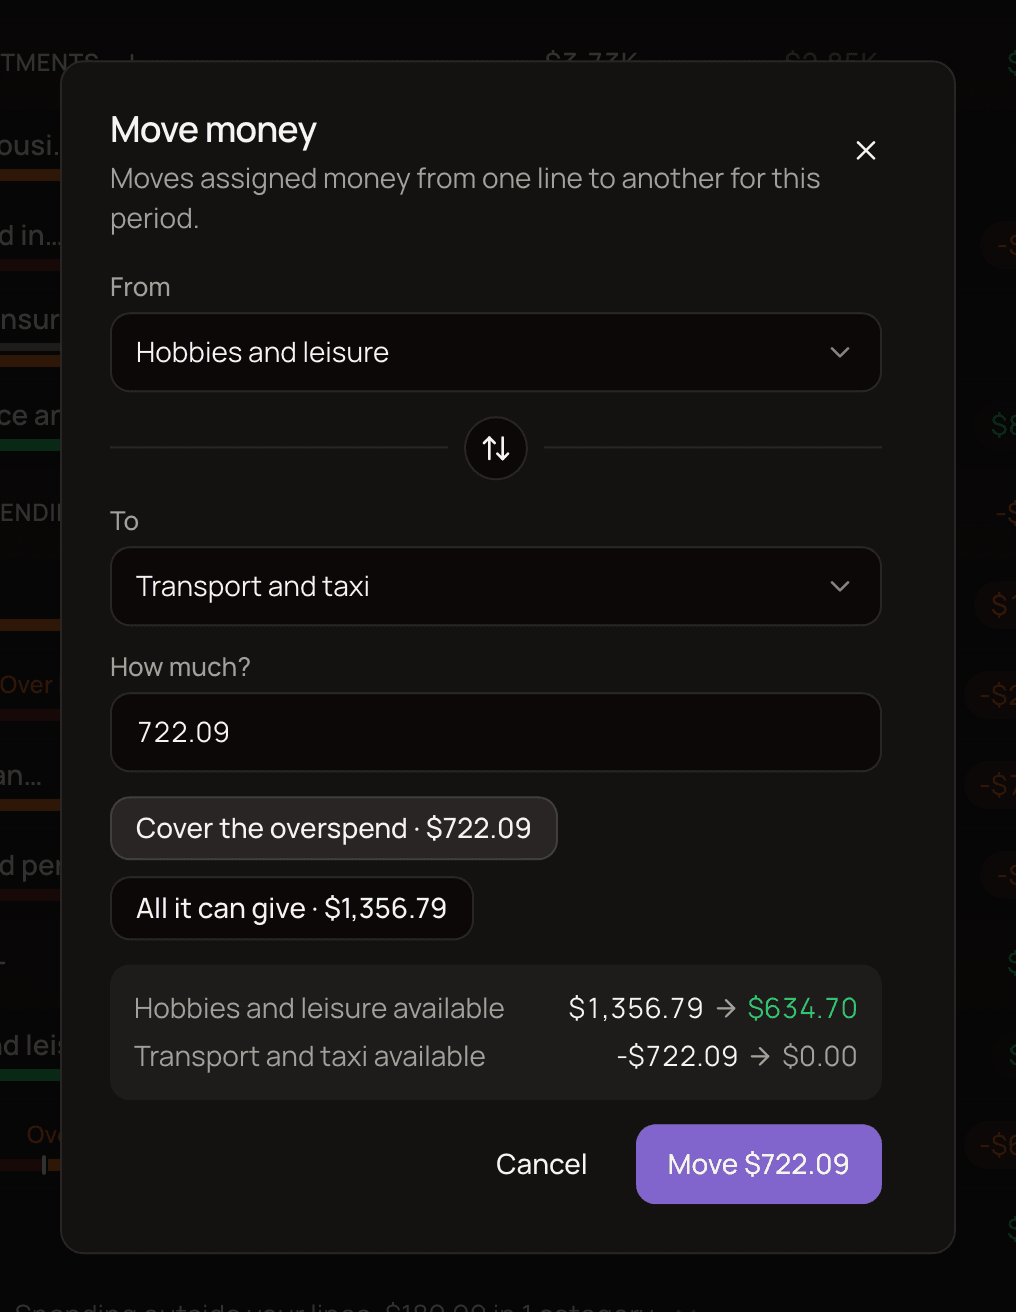 Move money
Moves assigned money from one line to another for this
period.
From
Hobbies and leisure
To
Transport and taxi
How much?
722.09
Cover the overspend · $722.09
All it can give · $1,356.79
Hobbies and leisure available $1,356.79 → $634.70
Transport and taxi available -$722.09 → $0.00
Cancel Move $722.09
Over